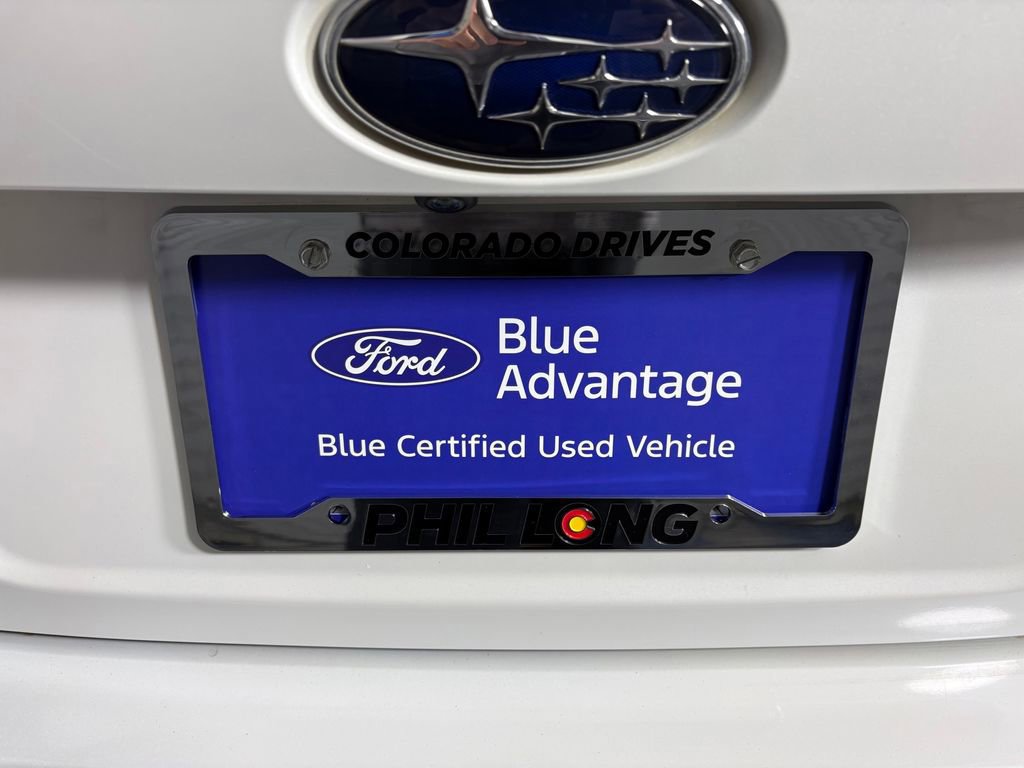 COLORADO DRIVES
Ford
Blue
Advantage
Blue Certified Used Vehicle
PHIL LONG